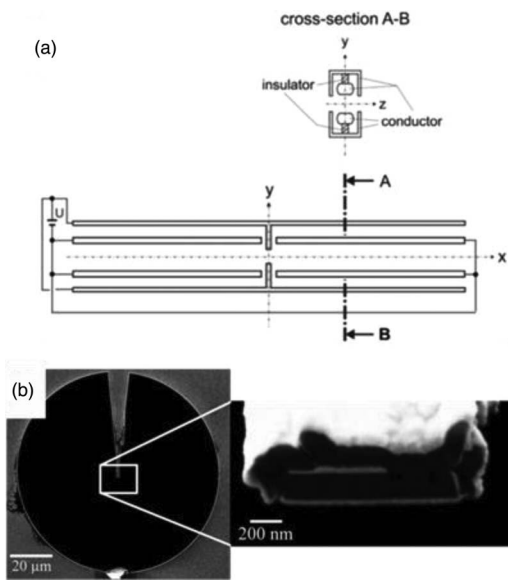 cross-section A-B
(a)
y
insulator
z
conductor
A
y
U
x
B
(b)
20 μm
200 nm